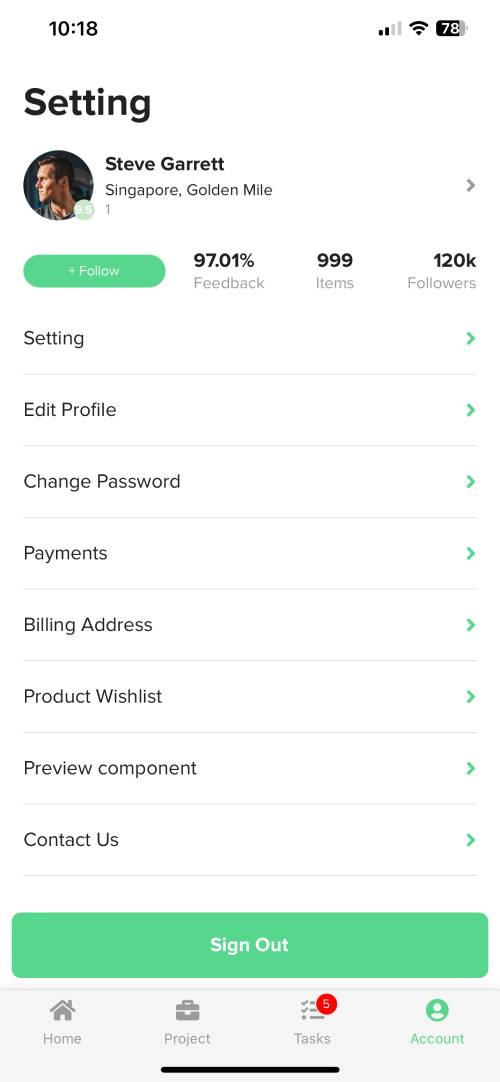 10:18
78
Setting
Steve Garrett
Singapore, Golden Mile
9.5
1
+ Follow
97.01%
Feedback
999
Items
120k
Followers
Setting
Edit Profile
Change Password
Payments
Billing Address
Product Wishlist
Preview component
Contact Us
Sign Out
5
Home
Project
Tasks
Account